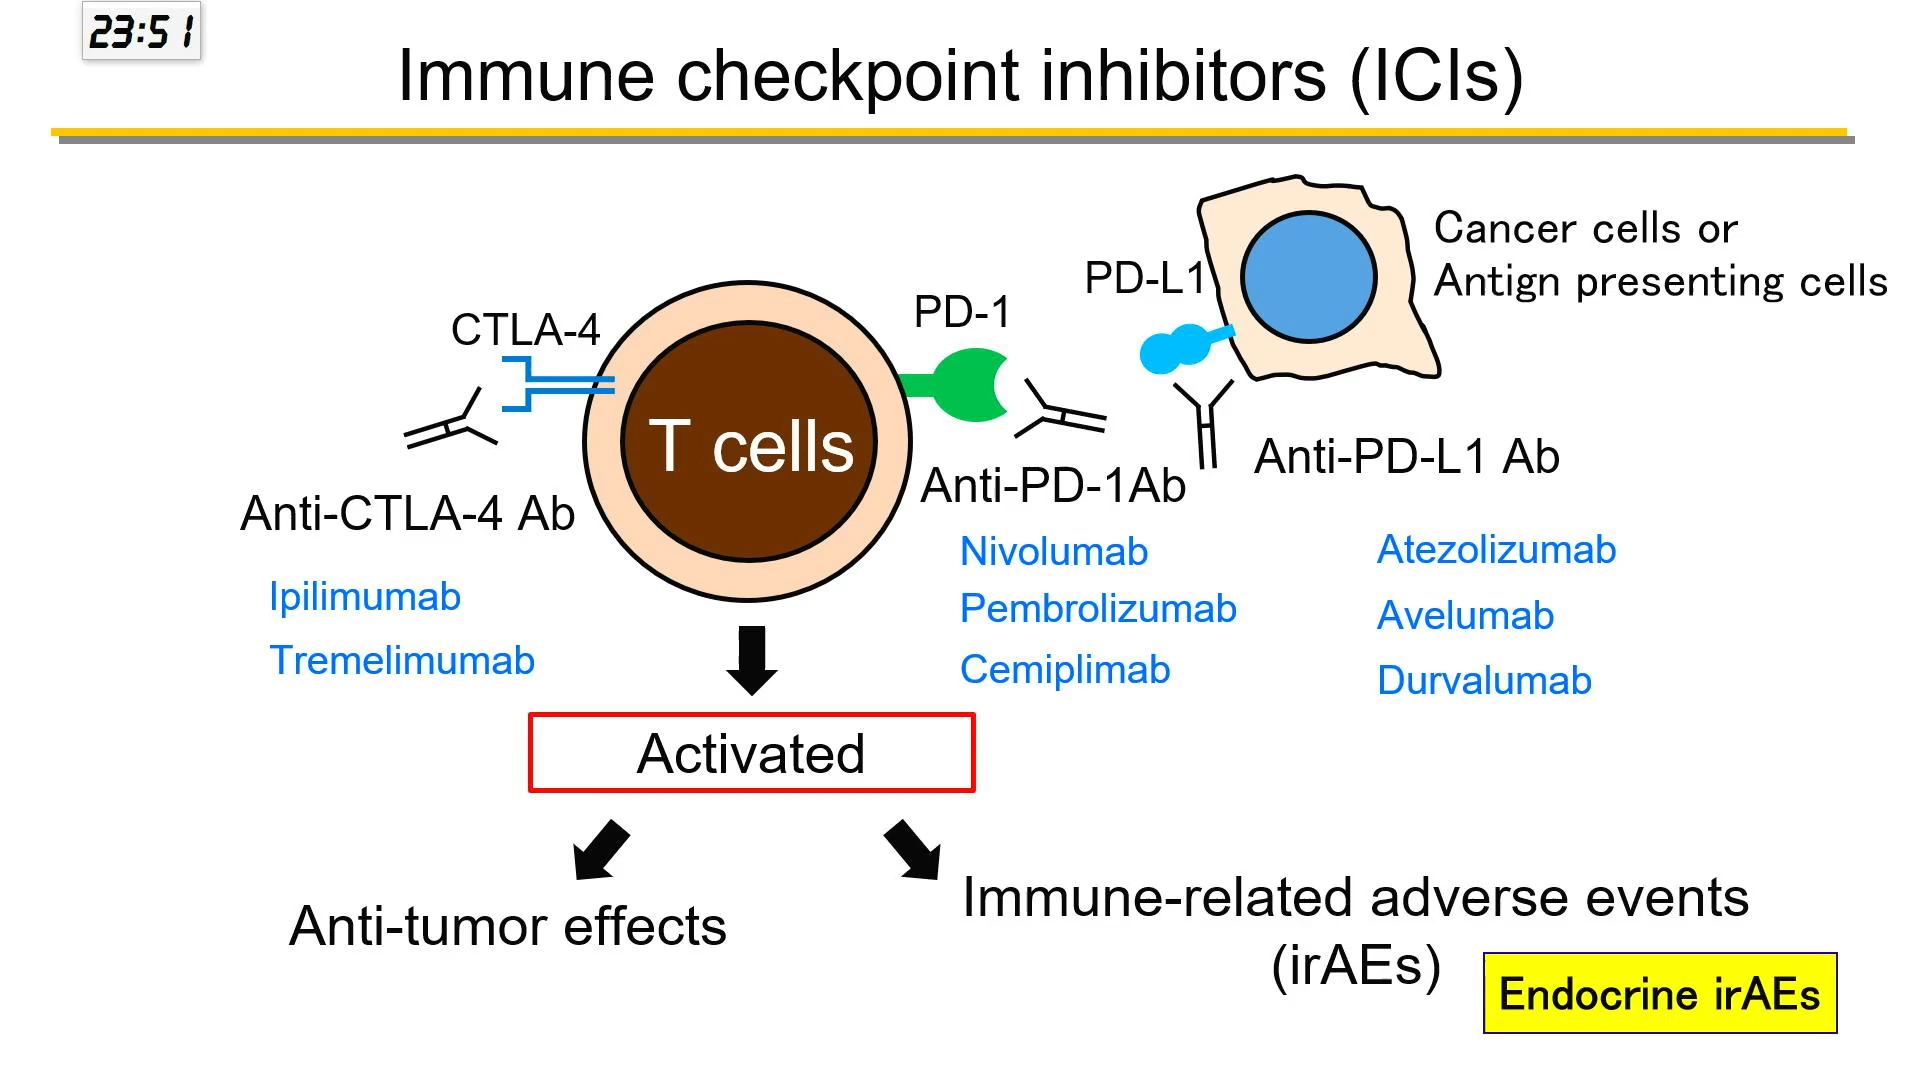 23:51
Immune checkpoint inhibitors (ICIs)
Cancer cells or
Antign presenting cells
PD-L1
PD-1
CTLA-4
T cells
Anti-CTLA-4 Ab
Anti-PD-1Ab
Anti-PD-L1 Ab
Ipilimumab
Tremelimumab
Nivolumab
Pembrolizumab
Cemiplimab
Atezolizumab
Avelumab
Durvalumab
Activated
Anti-tumor effects
Immune-related adverse events
(irAEs)
Endocrine irAEs